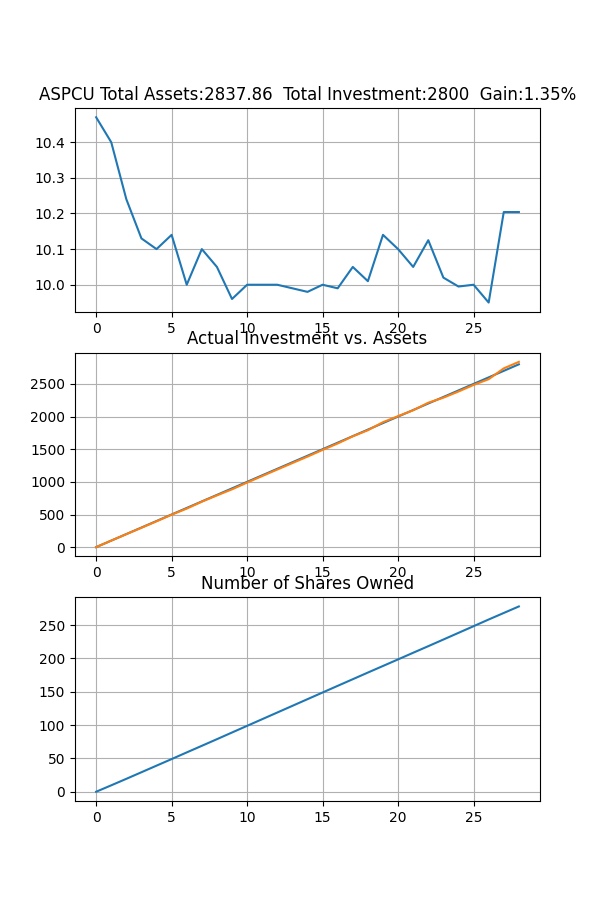 ASPCU Total Assets:2837.86  Total Investment:2800  Gain:1.35%
10.4
10.3
10.2
10.1
10.0
0 5 10 15 20 25
Actual Investment vs. Assets
2500
2000
1500
1000
500
0
0 5 10 15 20 25
Number of Shares Owned
250
200
150
100
50
0
0 5 10 15 20 25